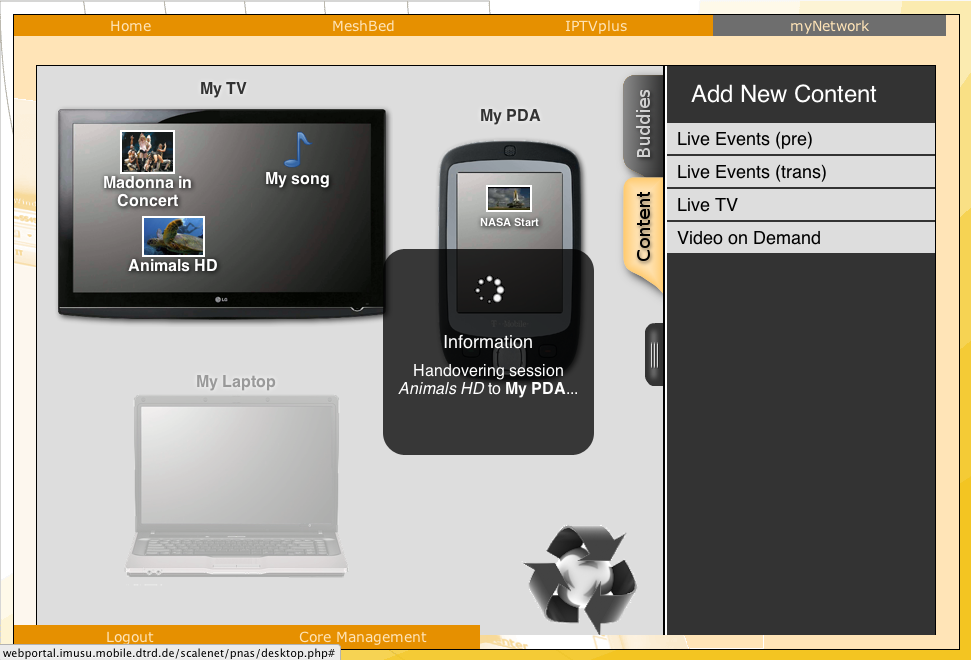 Home
MeshBed
IPTVplus
myNetwork
My TV
Madonna in
Concert
My song
Animals HD
LG
My PDA
NASA Start
Information
Handovering session
Animals HD to My PDA...
My Laptop
Buddies
Content
Add New Content
Live Events (pre)
Live Events (trans)
Live TV
Video on Demand
Logout
Core Management
webportal.imusu.mobile.dtrd.de/scalenet/pnas/desktop.php#